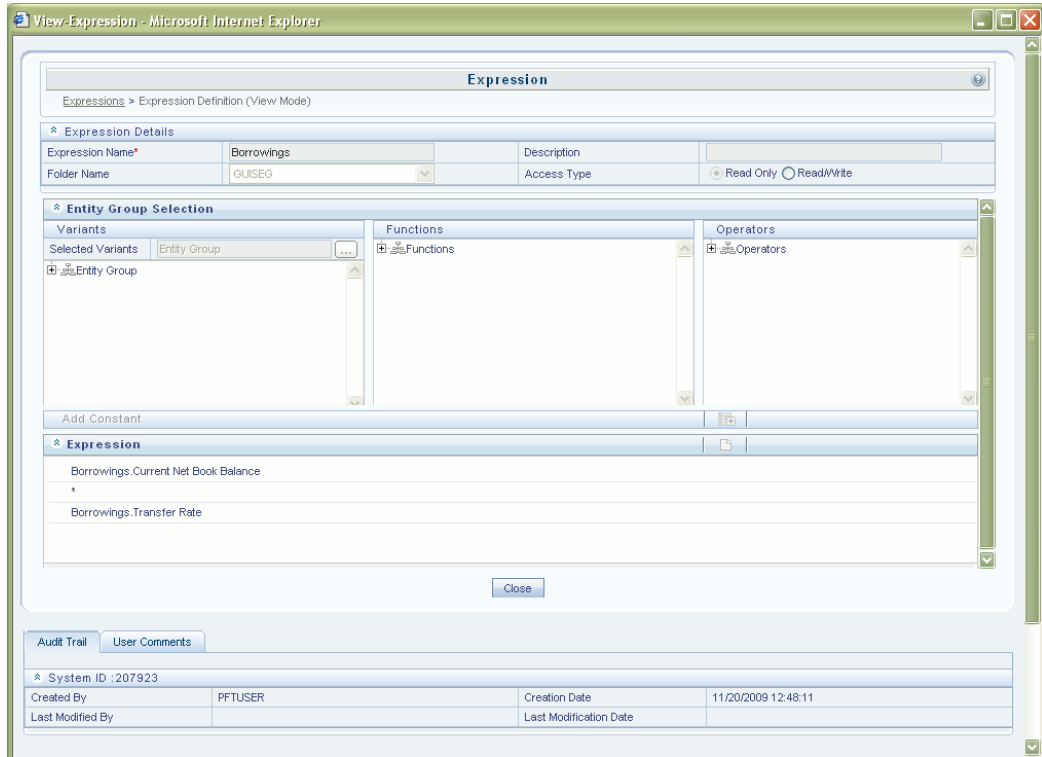 View-Expression - Microsoft Internet Explorer
Expression
Expressions > Expression Definition (View Mode)
Expression Details
Expression Name* Borrowings Description
Folder Name GUISEG Access Type Read Only Read/Write
Entity Group Selection
Variants Functions Operators
Selected Variants Entity Group ... Functions Operators
Entity Group
Add Constant
Expression
Borrowings.Current Net Book Balance
*
Borrowings.Transfer Rate
Close
Audit Trail User Comments
System ID :207923
Created By PFTUSER Creation Date 11/20/2009 12:48:11
Last Modified By Last Modification Date